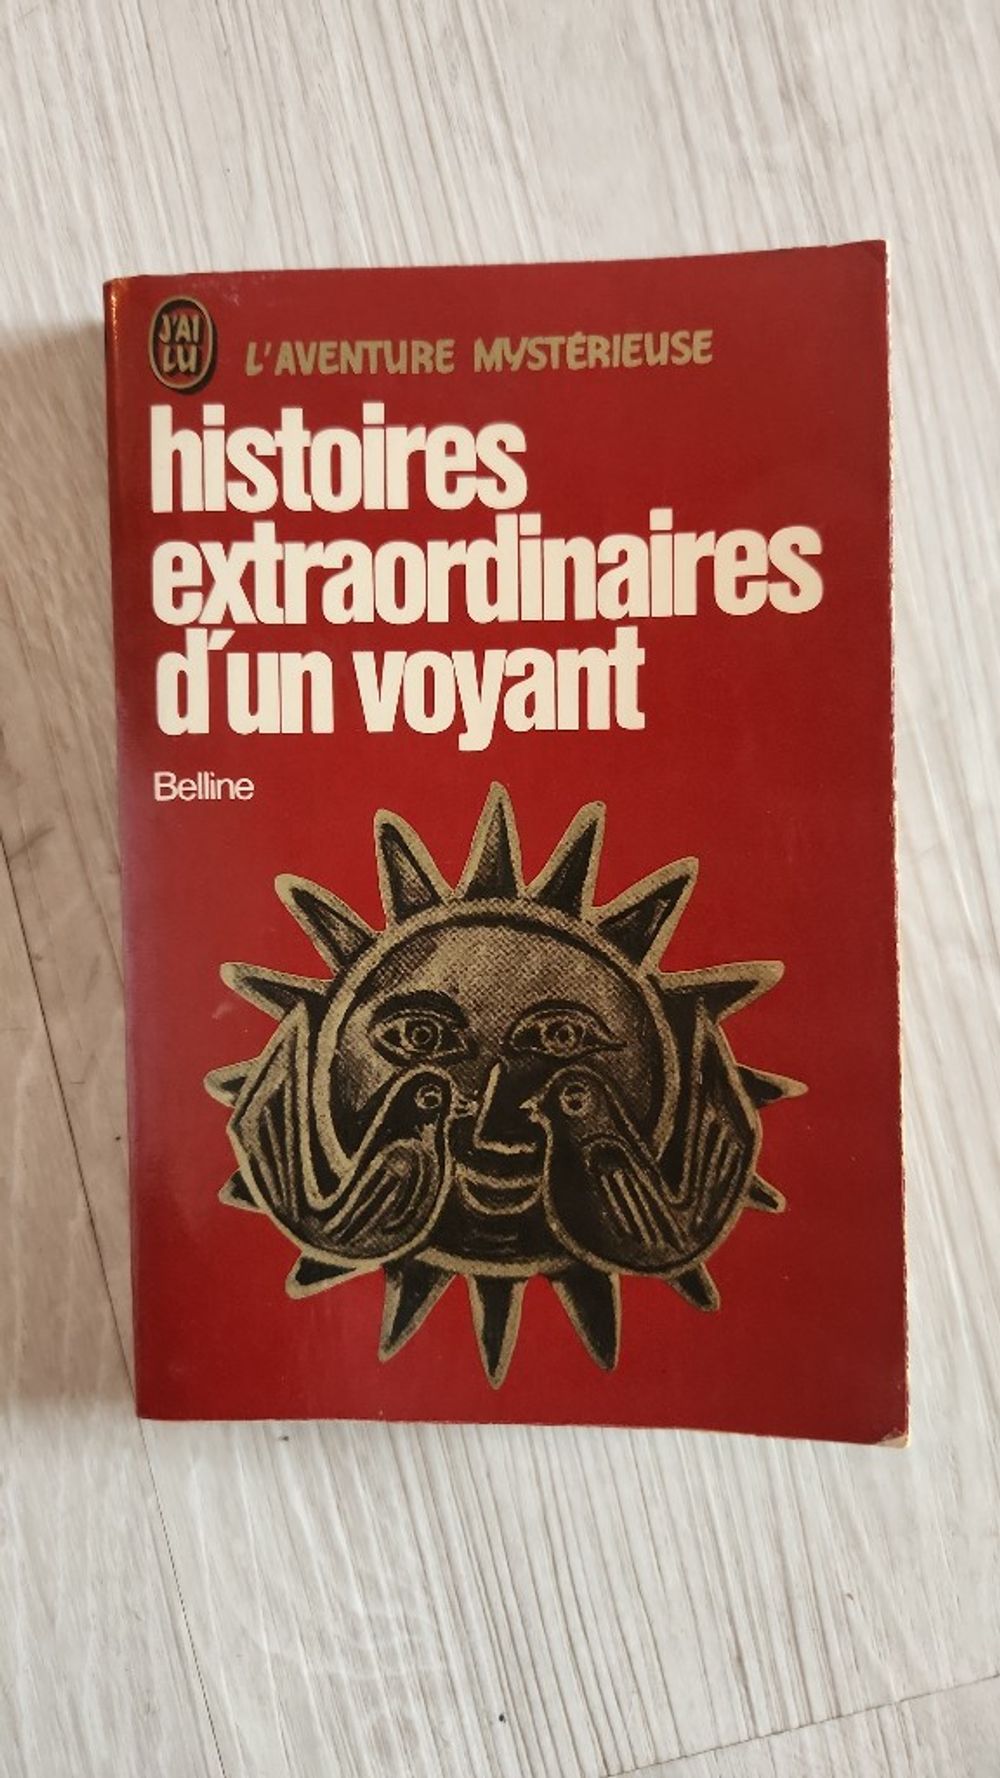 J'AI
LU
L'AVENTURE MYSTÉRIEUSE
histoires
extraordinaires
d'un voyant
Belline